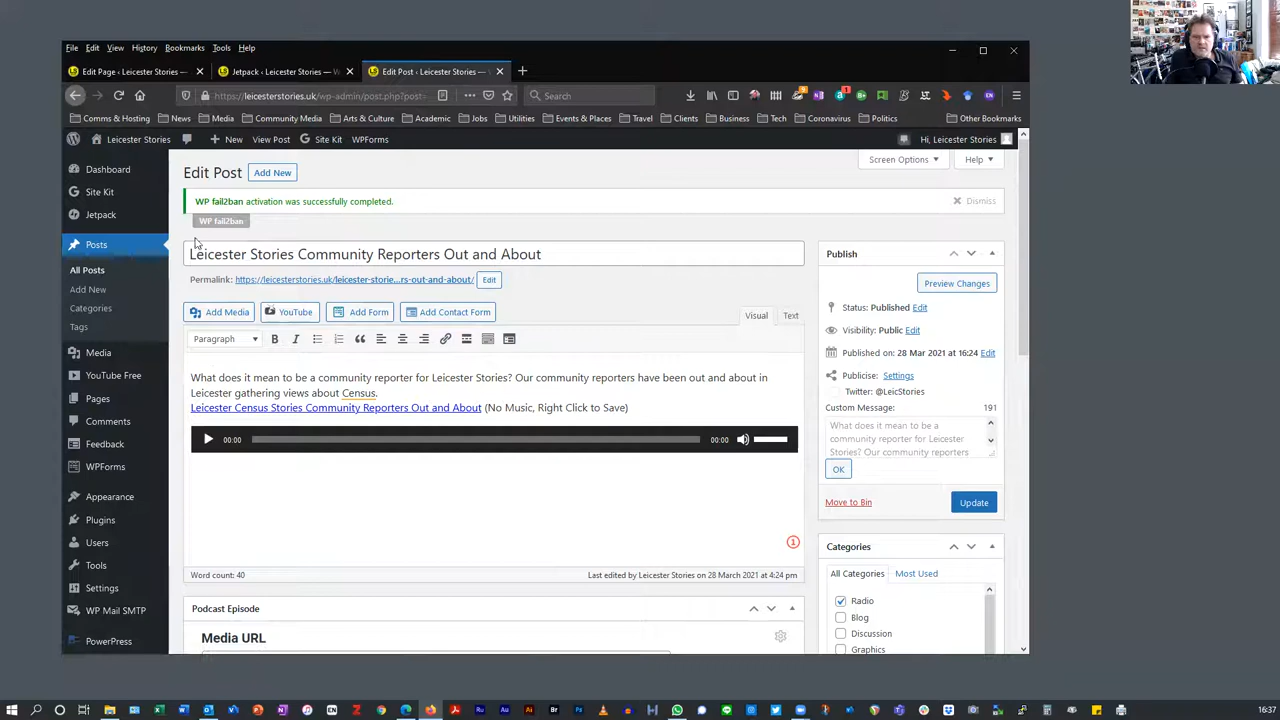 File Edit View History Bookmarks Tools Help
Edit Page ‹ Leicester Stories — Jetpack ‹ Leicester Stories — W Edit Post ‹ Leicester Stories —
https://leicesterstories.uk/wp-admin/post.php?post= Search
Comms & Hosting News Media Community Media Arts & Culture Academic Jobs Utilities Events & Places Travel Clients Business Tech Coronavirus Politics Other Bookmarks
Leicester Stories New View Post Site Kit WPForms Hi, Leicester Stories
Dashboard
Site Kit
Jetpack
Posts
All Posts
Add New
Categories
Tags
Media
YouTube Free
Pages
Comments
Feedback
WPForms
Appearance
Plugins
Users
Tools
Settings
WP Mail SMTP
PowerPress
Screen Options Help
Edit Post Add New
WP fail2ban activation was successfully completed. Dismiss
WP fail2ban
Leicester Stories Community Reporters Out and About
Permalink: https://leicesterstories.uk/leicester-storie...rs-out-and-about/ Edit
Add Media YouTube Add Form Add Contact Form Visual Text
Paragraph B I
What does it mean to be a community reporter for Leicester Stories? Our community reporters have been out and about in
Leicester gathering views about Census.
Leicester Census Stories Community Reporters Out and About (No Music, Right Click to Save)
00:00 00:00
1
Word count: 40 Last edited by Leicester Stories on 28 March 2021 at 4:24 pm
Podcast Episode
Media URL
Publish
Preview Changes
Status: Published Edit
Visibility: Public Edit
Published on: 28 Mar 2021 at 16:24 Edit
Publicise: Settings
Twitter: @LeicStories
Custom Message: 191
What does it mean to be a
community reporter for Leicester
Stories? Our community reporters
OK
Move to Bin Update
Categories
All Categories Most Used
Radio
Blog
Discussion
Graphics
16:37